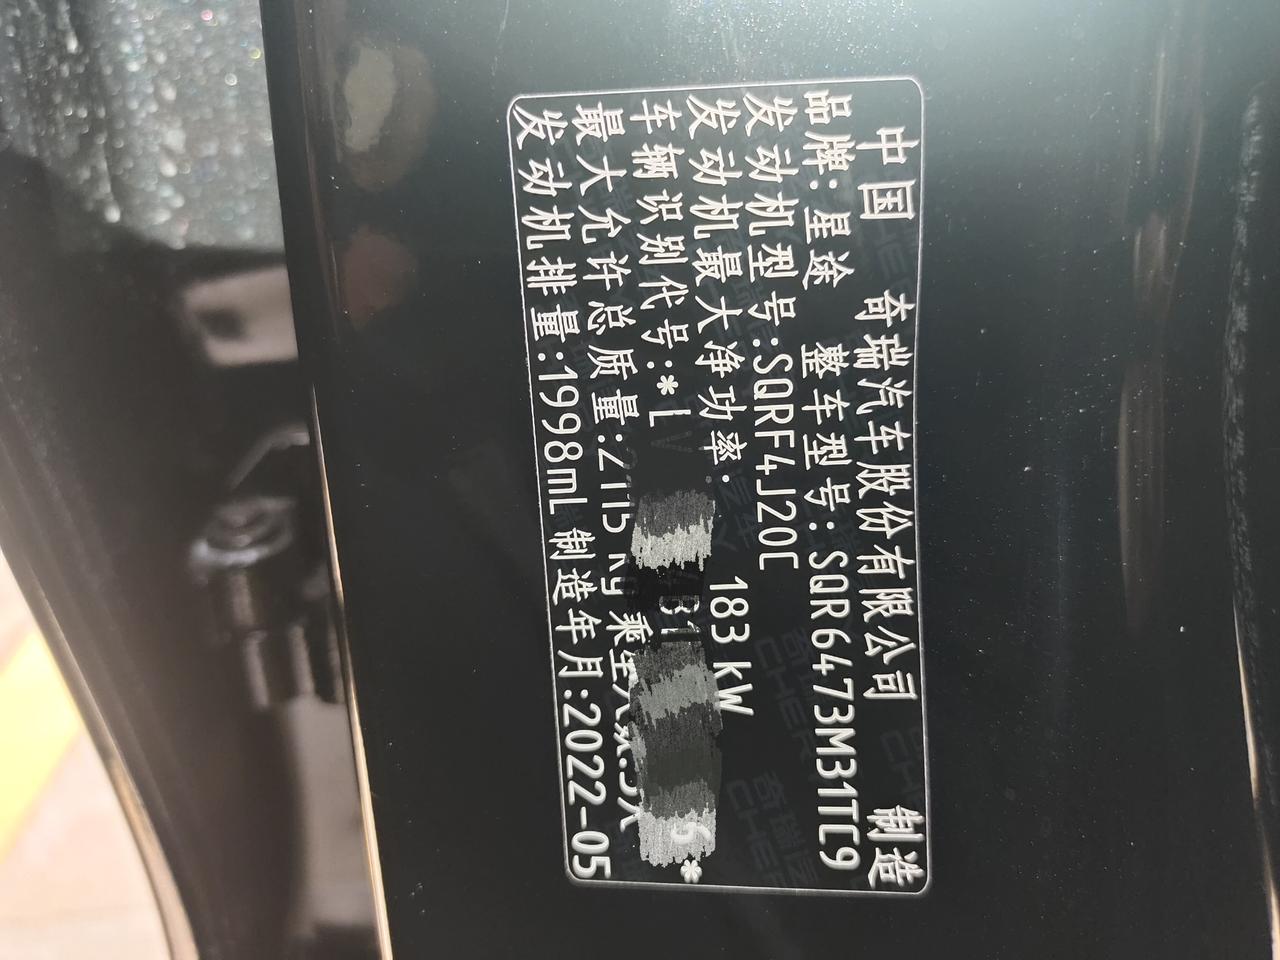 中国 奇瑞汽车股份有限公司 制造
品牌:星途 整车型号:SQR6473M31TC9
发动机型号:SQRF4J20C
发动机最大净功率: 183 kW
车辆识别代号:*L
最大允许总质量:2115 kg 乘坐人数:5人
发动机排量:1998mL 制造年月:2022-05